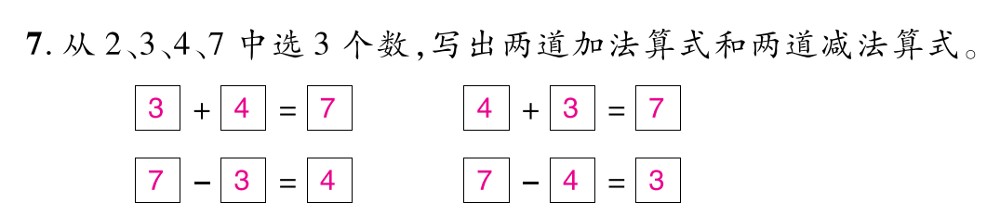 7. 从 2、3、4、7 中选 3 个数,写出两道加法算式和两道减法算式。
3 + 4 = 7 4 + 3 = 7
7 - 3 = 4 7 - 4 = 3